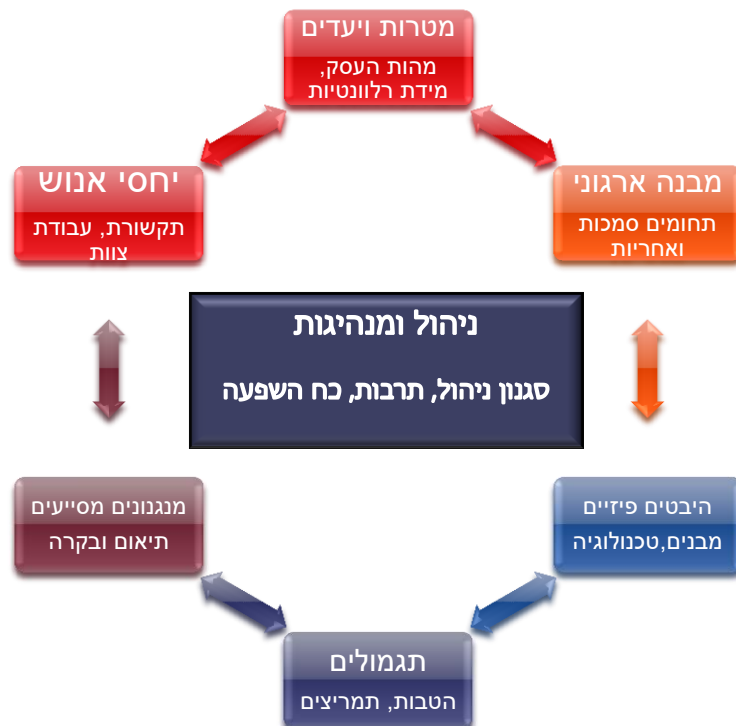 מטרות ויעדים
מהות העסק,
מידת רלוונטיות
מבנה ארגוני
תחומים סמכות
ואחריות
יחסי אנוש
תקשורת, עבודת
צוות
ניהול ומנהיגות
סגנון ניהול, תרבות, כח השפעה
היבטים פיזיים
מבנים,טכנולוגיה
מנגנונים מסייעים
תיאום ובקרה
תגמולים
הטבות, תמריצים